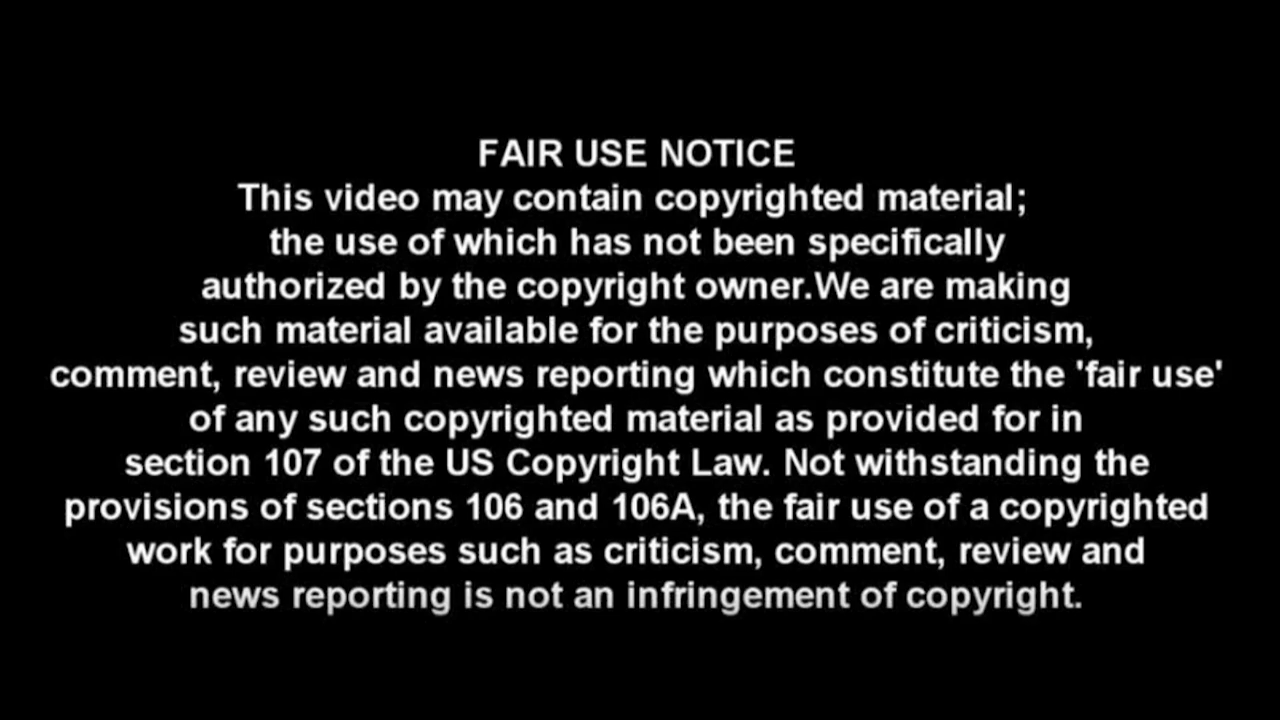 FAIR USE NOTICE
This video may contain copyrighted material;
the use of which has not been specifically
authorized by the copyright owner.We are making
such material available for the purposes of criticism,
comment, review and news reporting which constitute the 'fair use'
of any such copyrighted material as provided for in
section 107 of the US Copyright Law. Not withstanding the
provisions of sections 106 and 106A, the fair use of a copyrighted
work for purposes such as criticism, comment, review and
news reporting is not an infringement of copyright.